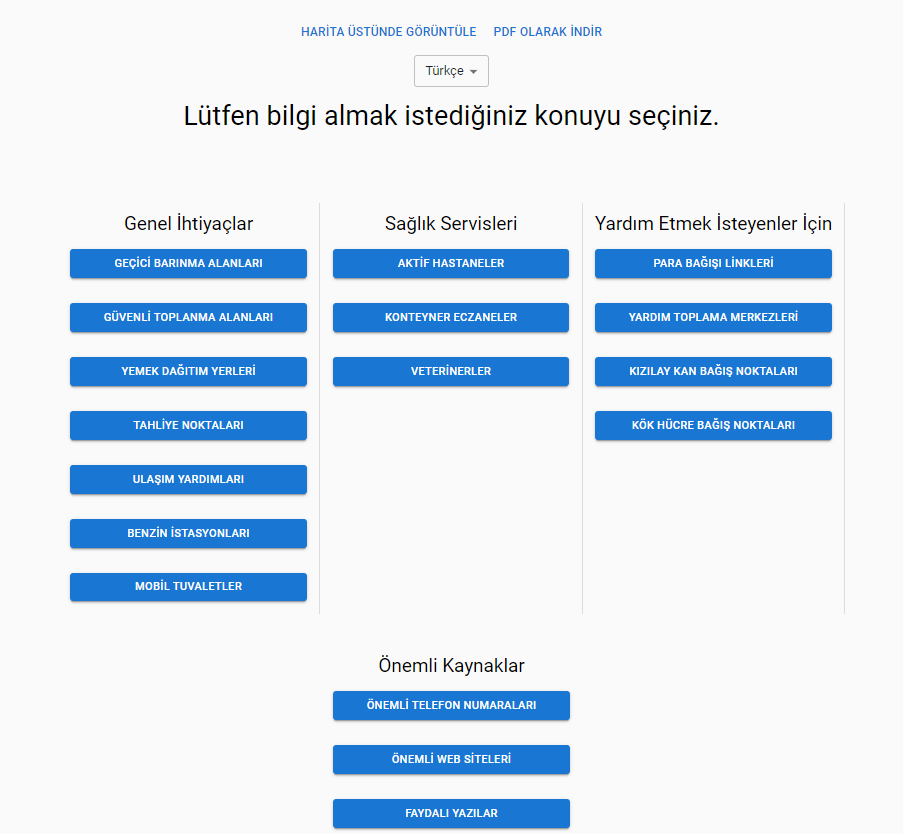 HARİTA ÜSTÜNDE GÖRÜNTÜLE PDF OLARAK İNDİR
Türkçe
Lütfen bilgi almak istediğiniz konuyu seçiniz.
Genel İhtiyaçlar
GEÇİCİ BARINMA ALANLARI
GÜVENLİ TOPLANMA ALANLARI
YEMEK DAĞITIM YERLERİ
TAHLİYE NOKTALARI
ULAŞIM YARDIMLARI
BENZİN İSTASYONLARI
MOBİL TUVALETLER
Sağlık Servisleri
AKTİF HASTANELER
KONTEYNER ECZANELER
VETERİNERLER
Yardım Etmek İsteyenler İçin
PARA BAĞIŞI LİNKLERİ
YARDIM TOPLAMA MERKEZLERİ
KIZILAY KAN BAĞIŞ NOKTALARI
KÖK HÜCRE BAĞIŞ NOKTALARI
Önemli Kaynaklar
ÖNEMLİ TELEFON NUMARALARI
ÖNEMLİ WEB SİTELERİ
FAYDALI YAZILAR